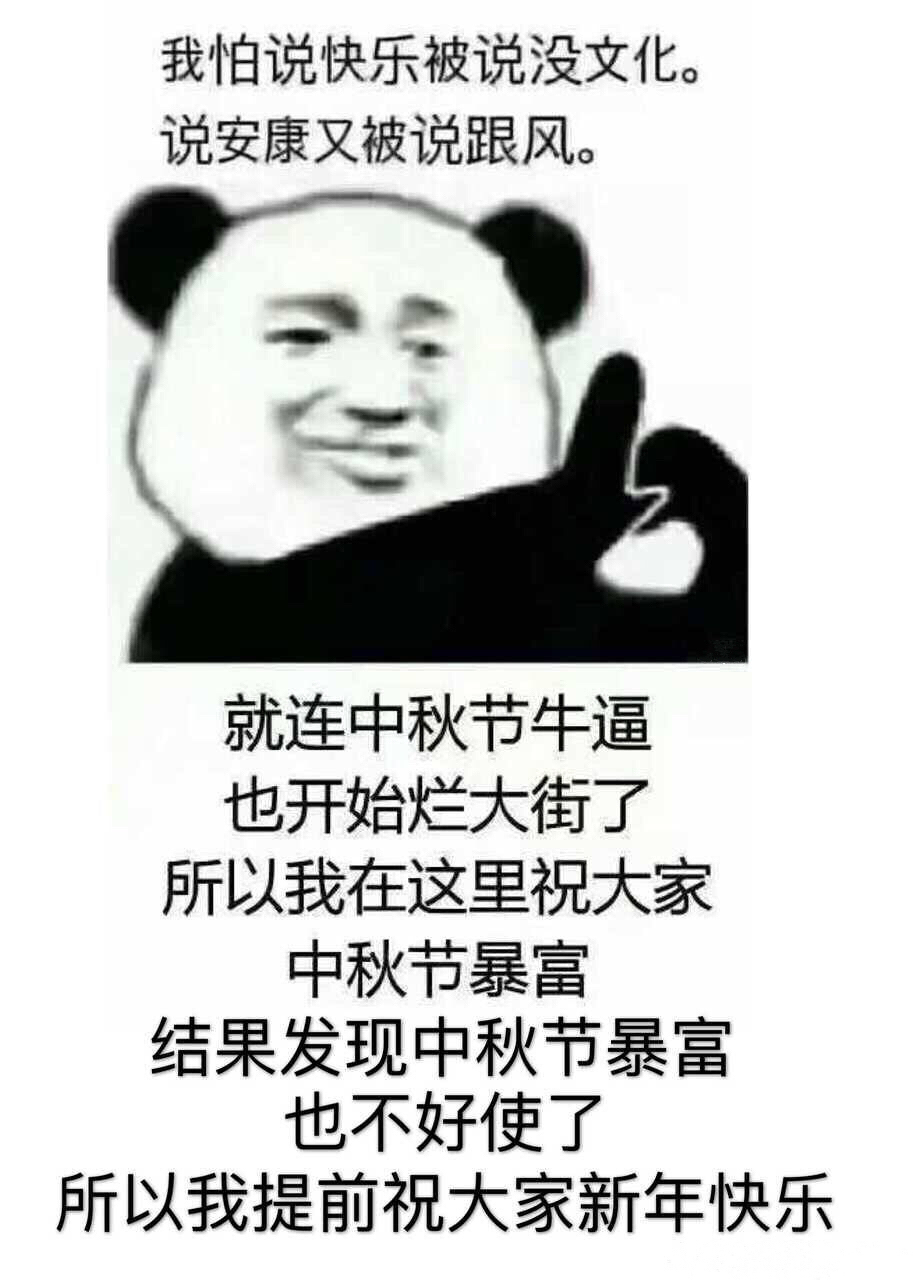 我怕说快乐被说没文化。
说安康又被说跟风。
就连中秋节牛逼
也开始烂大街了
所以我在这里祝大家
中秋节暴富
结果发现中秋节暴富
也不好使了
所以我提前祝大家新年快乐